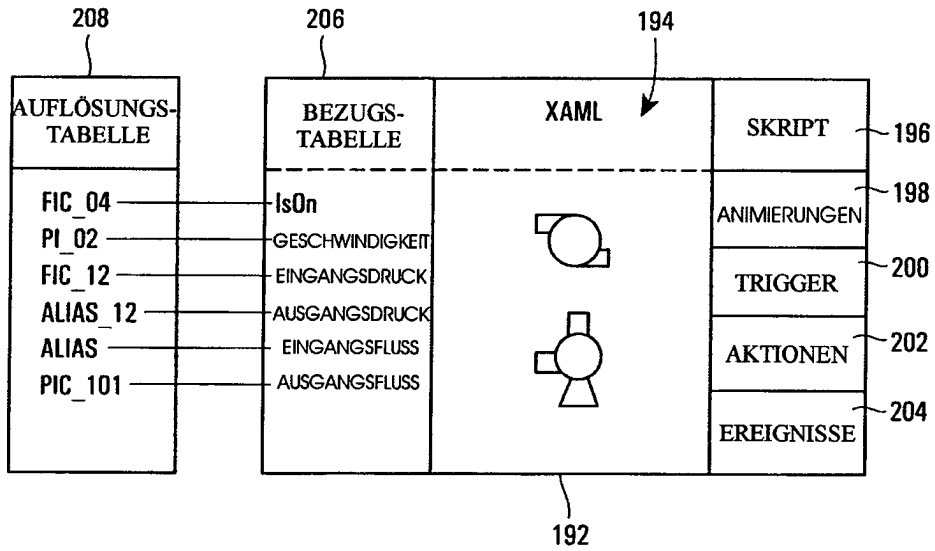 208
206
194
AUFLÖSUNGS-
TABELLE
BEZUGS-
TABELLE
XAML
SKRIPT
196
FIC_04
IsOn
198
ANIMIERUNGEN
PI_02
GESCHWINDIGKEIT
200
FIC_12
EINGANGSDRUCK
TRIGGER
ALIAS_12
AUSGANGSDRUCK
202
ALIAS
EINGANGSFLUSS
AKTIONEN
PIC_101
AUSGANGSFLUSS
204
EREIGNISSE
192